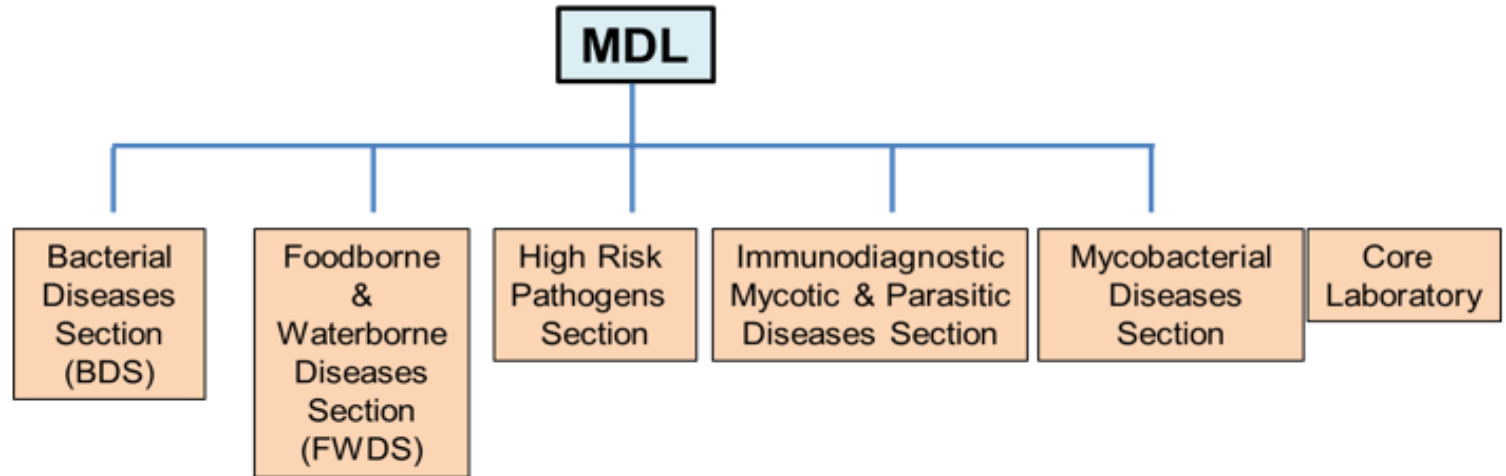 MDL
Bacterial
Diseases
Section
(BDS)
Foodborne
&
Waterborne
Diseases
Section
(FWDS)
High Risk
Pathogens
Section
Immunodiagnostic
Mycotic & Parasitic
Diseases Section
Mycobacterial
Diseases
Section
Core
Laboratory